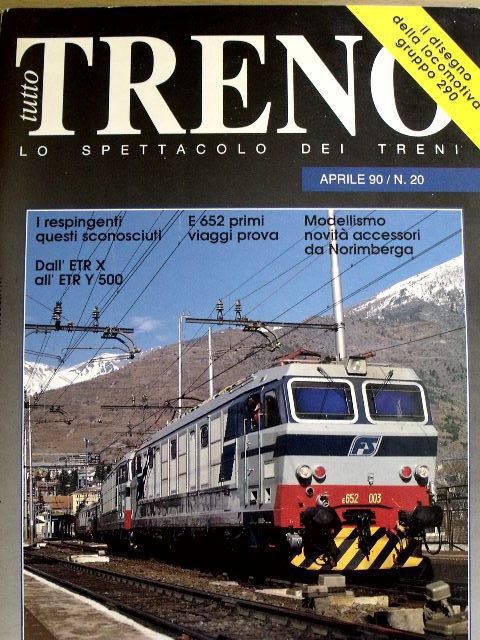 tutto
TRENO
LO SPETTACOLO DEI TRENI
Il disegno
della locomotiva
gruppo 290
APRILE 90 / N. 20
I respingenti
questi sconosciuti
Dall' ETR X
all' ETR Y 500
E 652 primi
viaggi prova
Modellismo
novità accessori
da Norimberga
FS
E652 003